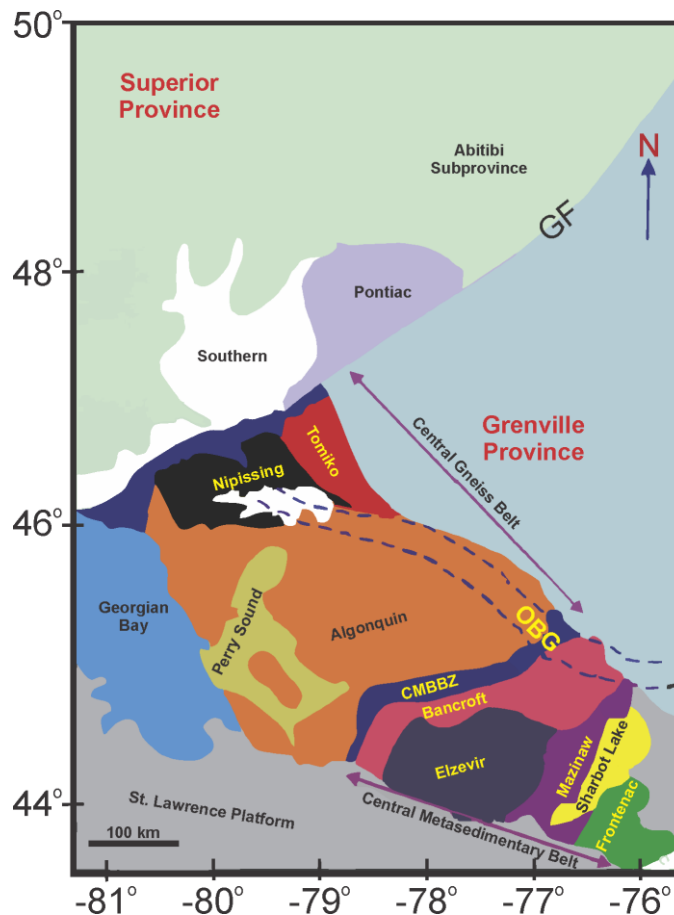 50°
Superior
Province
N
Abitibi
Subprovince
GF
48°
Pontiac
Southern
Central Gneiss Belt
Grenville
Province
Tomiko
Nipissing
46°
Georgian
Bay
Perry Sound
Algonquin
OBG
CMBBZ
Bancroft
Elzevir
Mazinaw
Sharbot Lake
44°
St. Lawrence Platform
Central Metasedimentary Belt
Frontenac
100 km
-81°
-80°
-79°
-78°
-77°
-76°